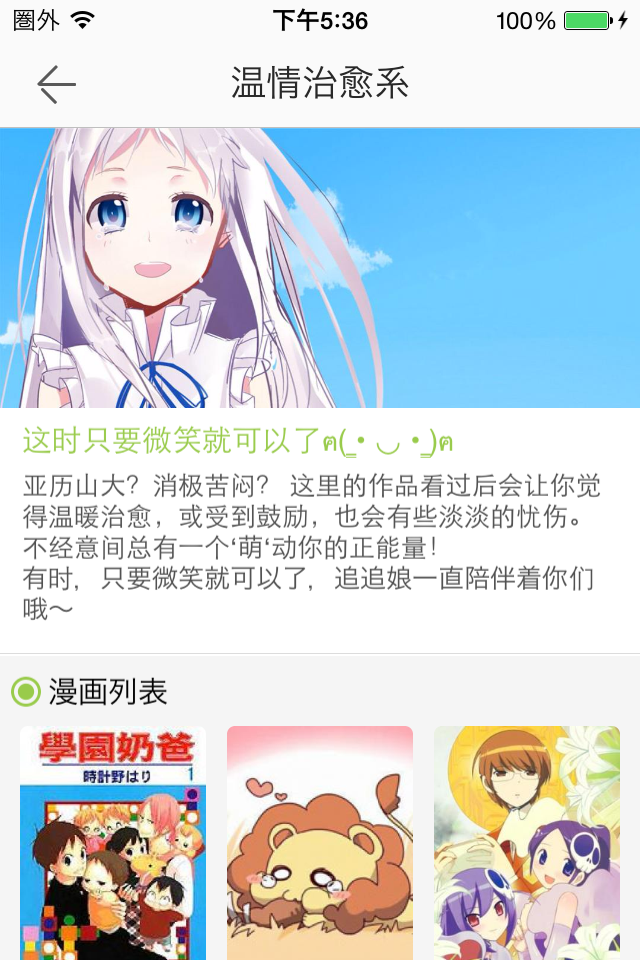 圏外 下午5:36 100%
温情治愈系
这时只要微笑就可以了ฅ(‗•◡•‗)ฅ
亚历山大？消极苦闷？ 这里的作品看过后会让你觉
得温暖治愈，或受到鼓励，也会有些淡淡的忧伤。
不经意间总有一个‘萌‘动你的正能量！
有时，只要微笑就可以了，追追娘一直陪伴着你们
哦～
漫画列表
學園奶爸
時計野はり 1